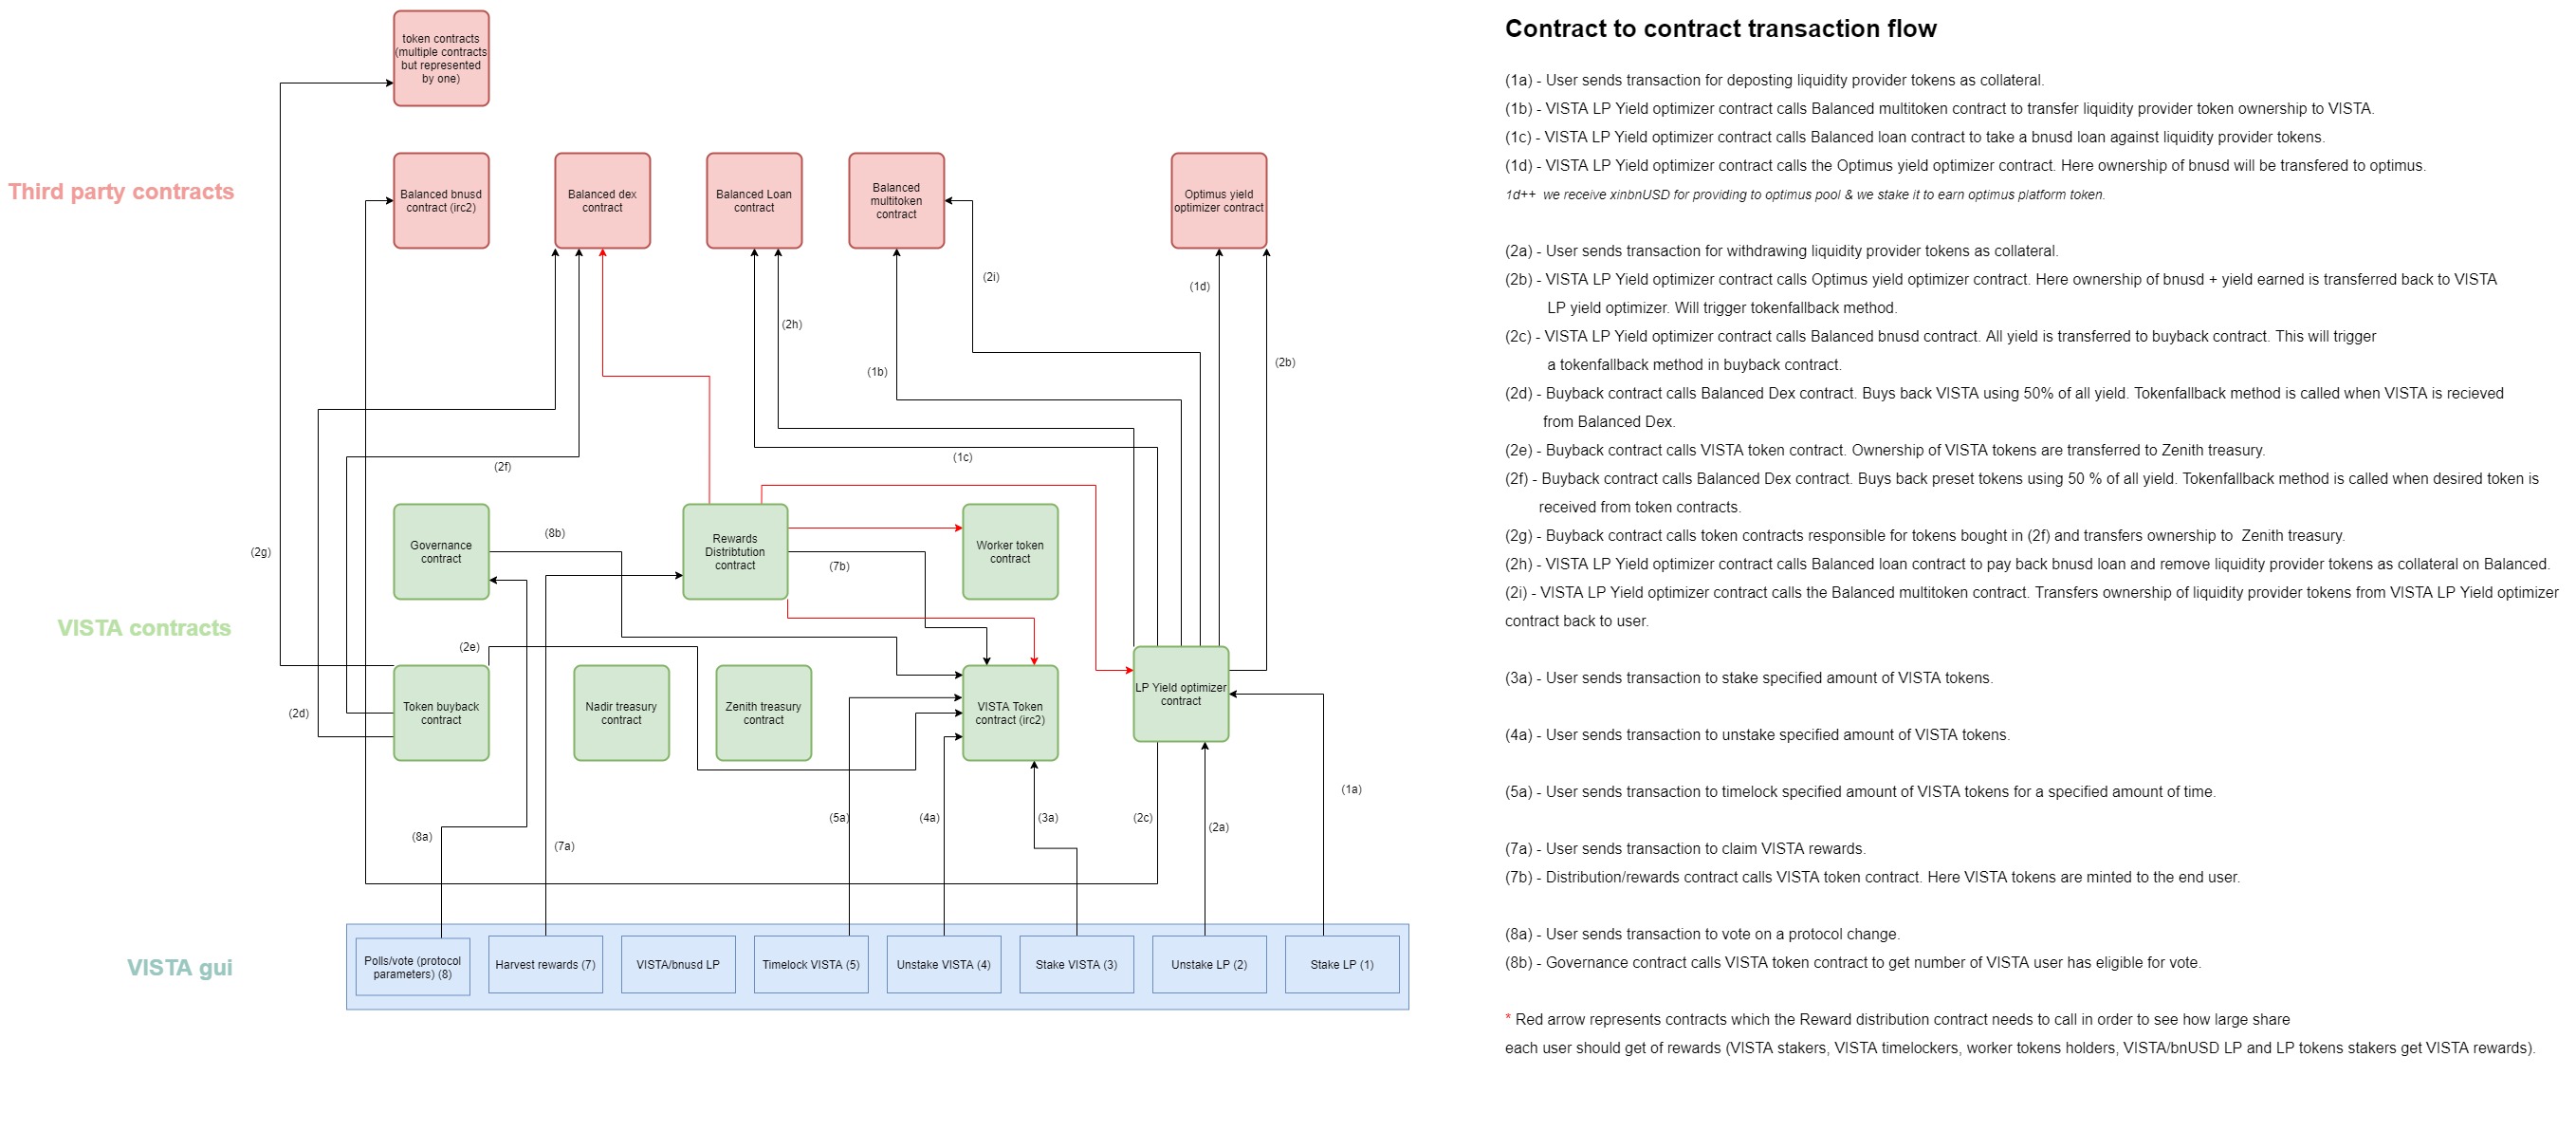 token contracts
(multiple contracts
but represented
by one)
Third party contracts
Balanced bnusd
contract (irc2)
Balanced dex
contract
Balanced Loan
contract
Balanced
multitoken
contract
Optimus yield
optimizer contract
(2i)
(1d)
(2h)
(2b)
(1b)
(2f)
(1c)
(2g)
Governance
contract
(8b)
Rewards
Distribtution
contract
(7b)
Worker token
contract
VISTA contracts
(2e)
(2d)
Token buyback
contract
Nadir treasury
contract
Zenith treasury
contract
VISTA Token
contract (irc2)
LP Yield optimizer
contract
(1a)
(8a)
(7a)
(5a)
(4a)
(3a)
(2c)
(2a)
VISTA gui
Polls/vote (protocol
parameters) (8)
Harvest rewards (7)
VISTA/bnusd LP
Timelock VISTA (5)
Unstake VISTA (4)
Stake VISTA (3)
Unstake LP (2)
Stake LP (1)
Contract to contract transaction flow
(1a) - User sends transaction for deposting liquidity provider tokens as collateral.
(1b) - VISTA LP Yield optimizer contract calls Balanced multitoken contract to transfer liquidity provider token ownership to VISTA.
(1c) - VISTA LP Yield optimizer contract calls Balanced loan contract to take a bnusd loan against liquidity provider tokens.
(1d) - VISTA LP Yield optimizer contract calls the Optimus yield optimizer contract. Here ownership of bnusd will be transfered to optimus.
1d++ we receive xinbnUSD for providing to optimus pool & we stake it to earn optimus platform token.
(2a) - User sends transaction for withdrawing liquidity provider tokens as collateral.
(2b) - VISTA LP Yield optimizer contract calls Optimus yield optimizer contract. Here ownership of bnusd + yield earned is transferred back to VISTA
LP yield optimizer. Will trigger tokenfallback method.
(2c) - VISTA LP Yield optimizer contract calls Balanced bnusd contract. All yield is transferred to buyback contract. This will trigger
a tokenfallback method in buyback contract.
(2d) - Buyback contract calls Balanced Dex contract. Buys back VISTA using 50% of all yield. Tokenfallback method is called when VISTA is recieved
from Balanced Dex.
(2e) - Buyback contract calls VISTA token contract. Ownership of VISTA tokens are transferred to Zenith treasury.
(2f) - Buyback contract calls Balanced Dex contract. Buys back preset tokens using 50 % of all yield. Tokenfallback method is called when desired token is
received from token contracts.
(2g) - Buyback contract calls token contracts responsible for tokens bought in (2f) and transfers ownership to Zenith treasury.
(2h) - VISTA LP Yield optimizer contract calls Balanced loan contract to pay back bnusd loan and remove liquidity provider tokens as collateral on Balanced.
(2i) - VISTA LP Yield optimizer contract calls the Balanced multitoken contract. Transfers ownership of liquidity provider tokens from VISTA LP Yield optimizer
contract back to user.
(3a) - User sends transaction to stake specified amount of VISTA tokens.
(4a) - User sends transaction to unstake specified amount of VISTA tokens.
(5a) - User sends transaction to timelock specified amount of VISTA tokens for a specified amount of time.
(7a) - User sends transaction to claim VISTA rewards.
(7b) - Distribution/rewards contract calls VISTA token contract. Here VISTA tokens are minted to the end user.
(8a) - User sends transaction to vote on a protocol change.
(8b) - Governance contract calls VISTA token contract to get number of VISTA user has eligible for vote.
* Red arrow represents contracts which the Reward distribution contract needs to call in order to see how large share
each user should get of rewards (VISTA stakers, VISTA timelockers, worker tokens holders, VISTA/bnUSD LP and LP tokens stakers get VISTA rewards).